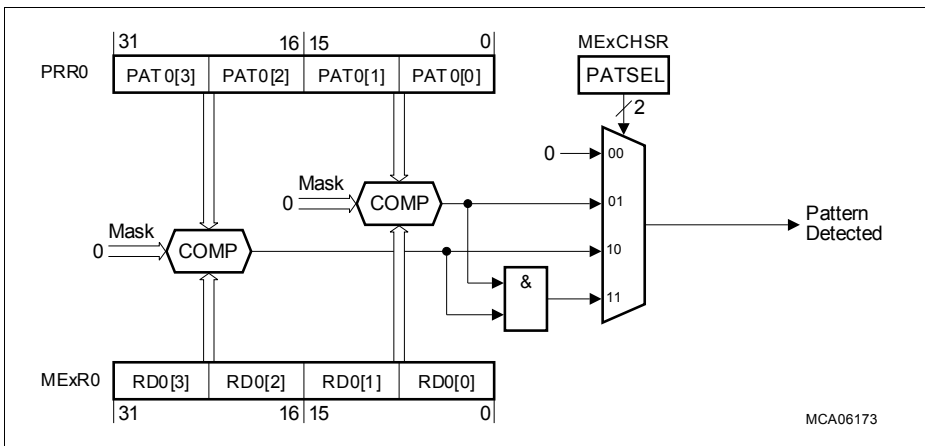 31 16 15 0
MExCHSR
PRR0 PAT0[3] PAT0[2] PAT0[1] PAT0[0]
PATSEL
2
0 00
Mask
0 COMP
01
Mask
0 COMP
10
Pattern
Detected
&
11
MExR0 RD0[3] RD0[2] RD0[1] RD0[0]
31 16 15 0
MCA06173